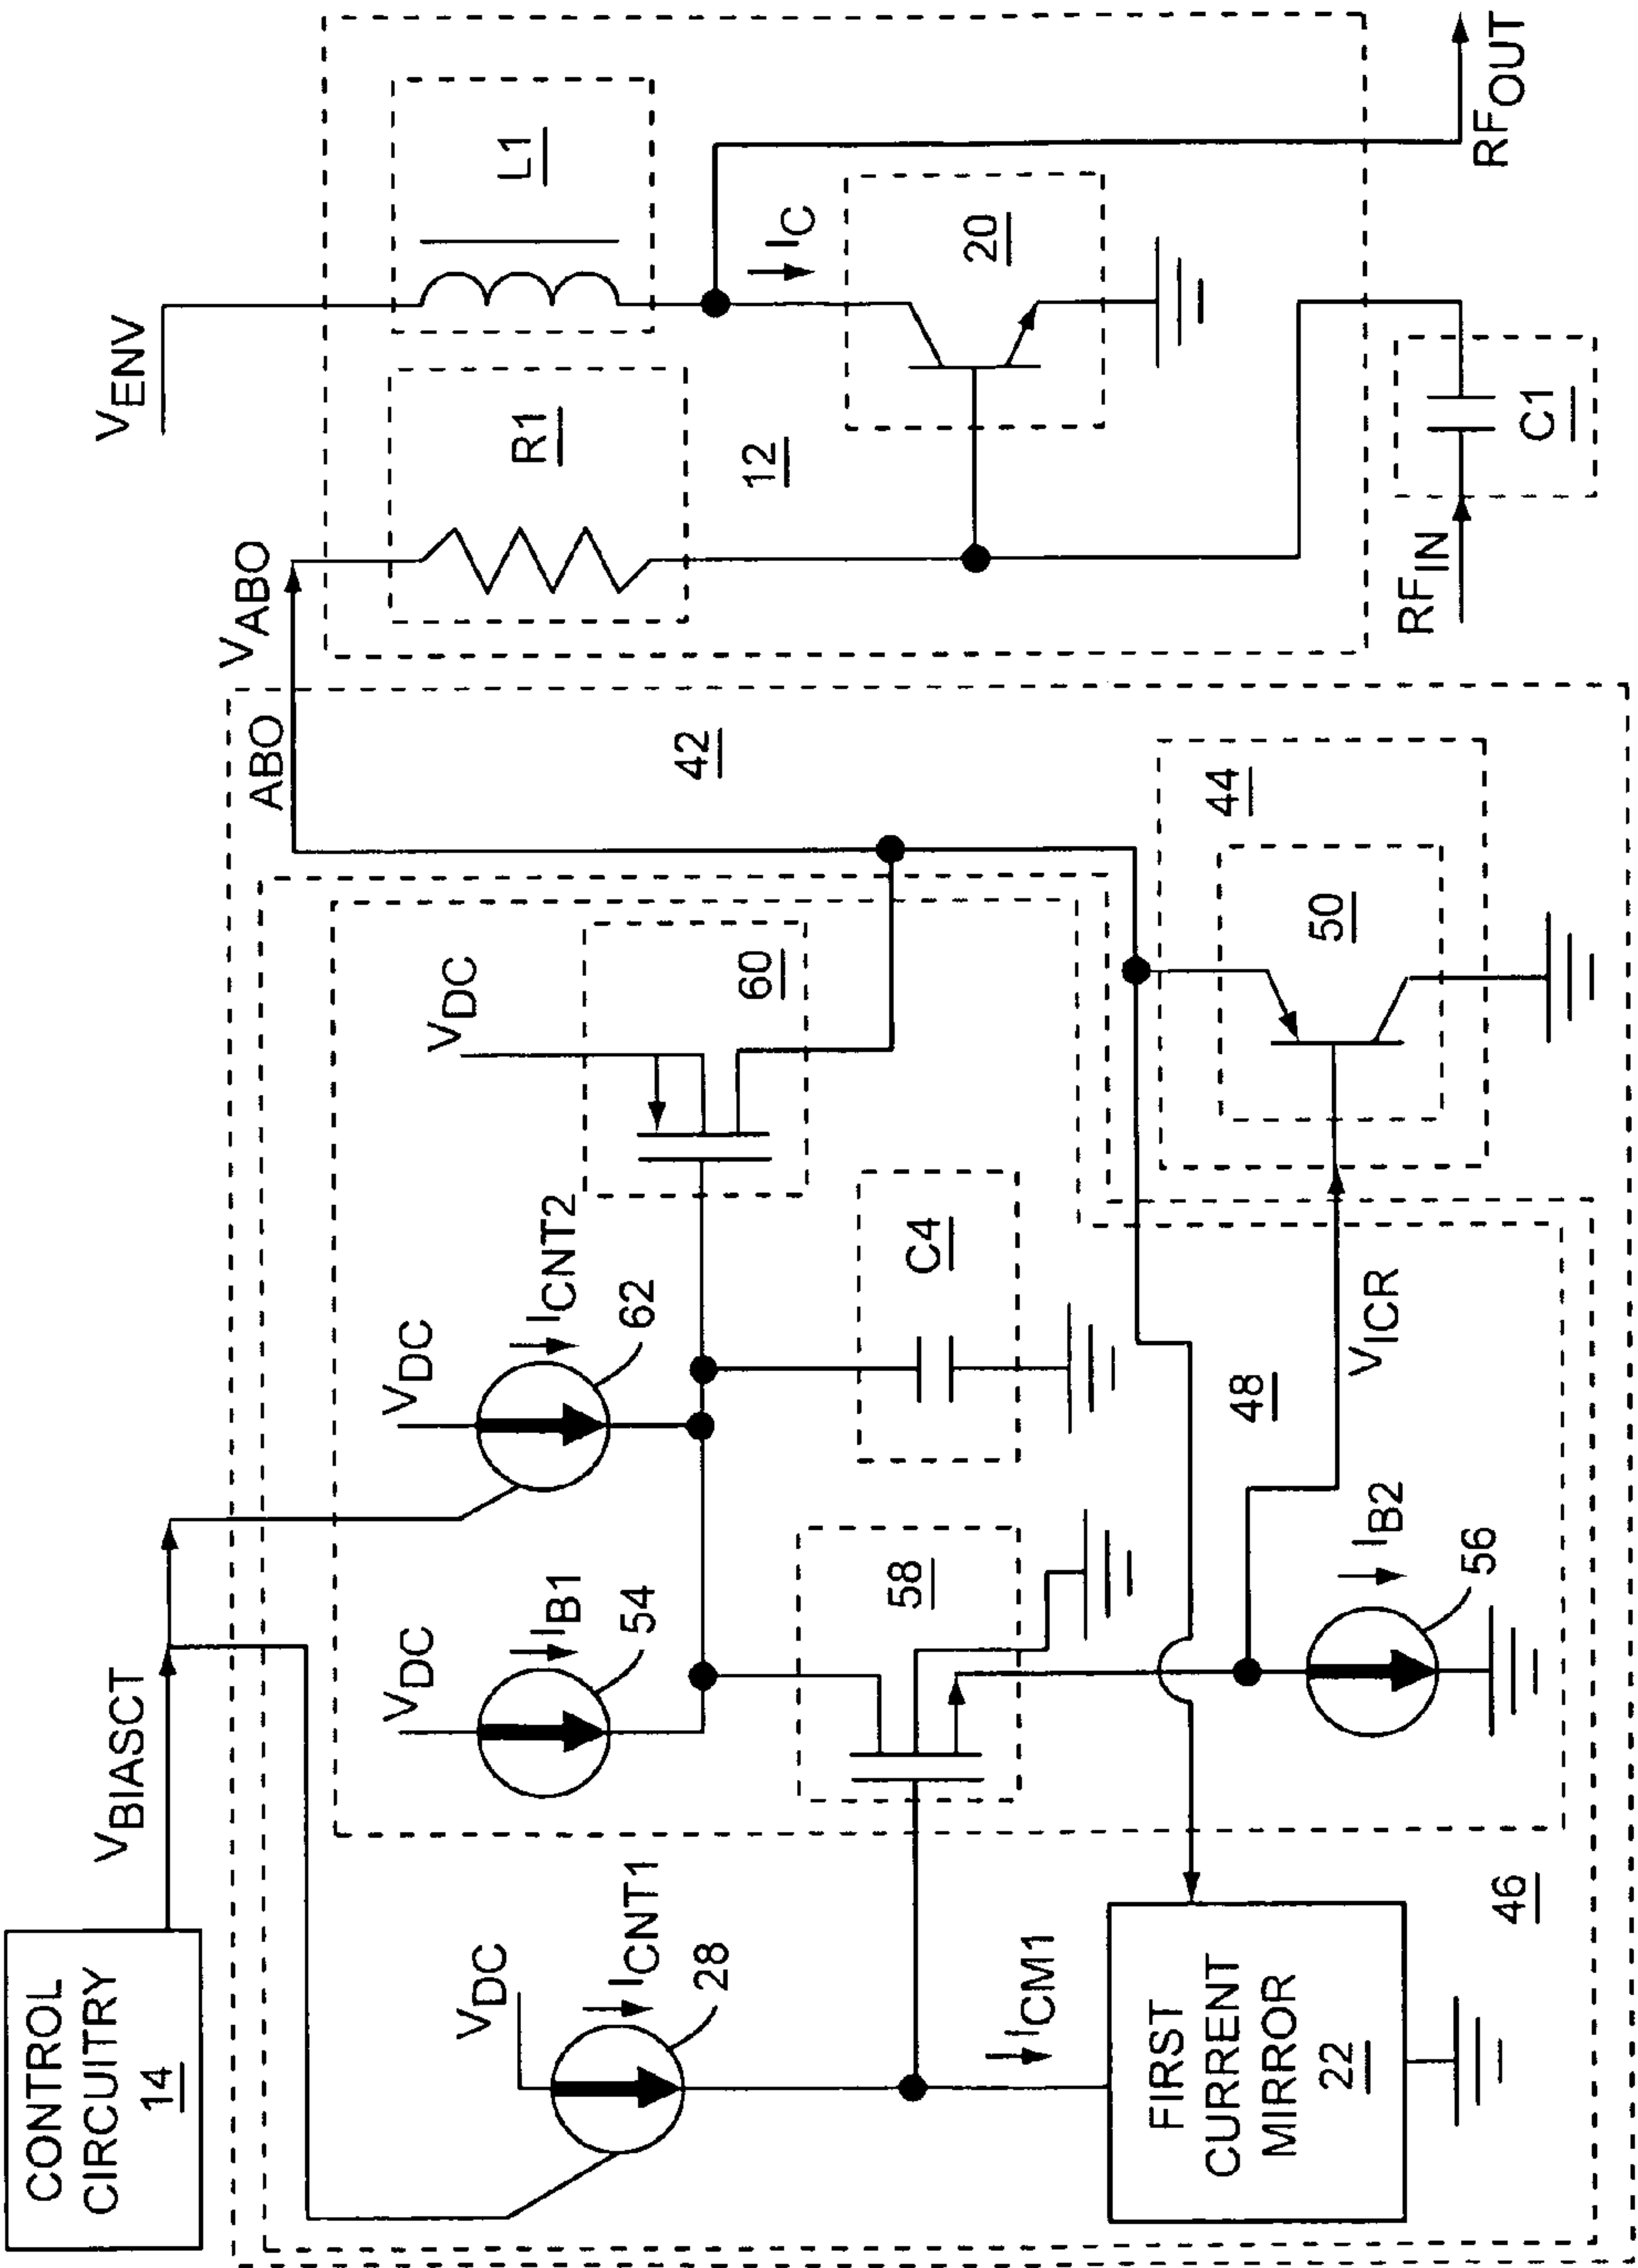 CONTROL
CIRCUITRY
14
VBIASCT
VDC
ICNT1
28
ICM1
FIRST
CURRENT
MIRROR
22
46
VDC
IB1
54
58
IB2
56
VDC
ICNT2
62
C4
48
VICR
VDC
60
50
44
42
ABO
VABO
VENV
R1
L1
12
IC
20
RFIN
C1
RFOUT